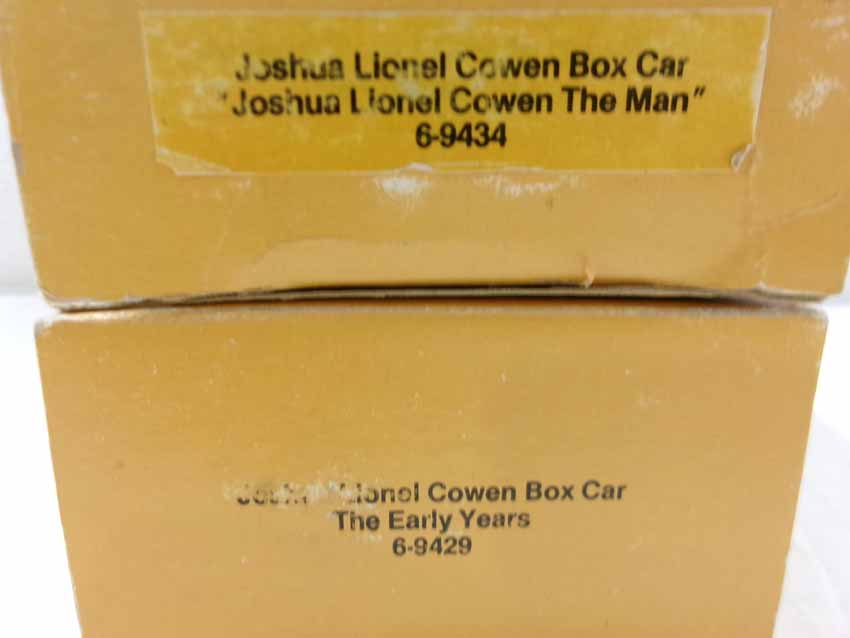 Joshua Lionel Cowen Box Car
"Joshua Lionel Cowen The Man"
6-9434
Joshua Lionel Cowen Box Car
The Early Years
6-9429